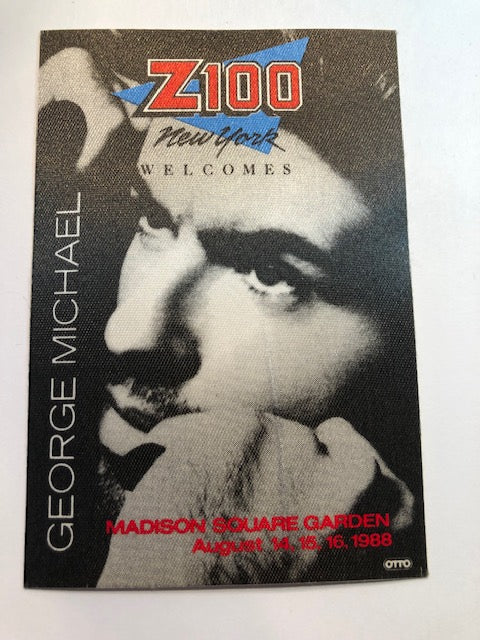 Z100
New York
WELCOMES
GEORGE MICHAEL
MADISON SQUARE GARDEN
August 14, 15, 16, 1988
OTTO